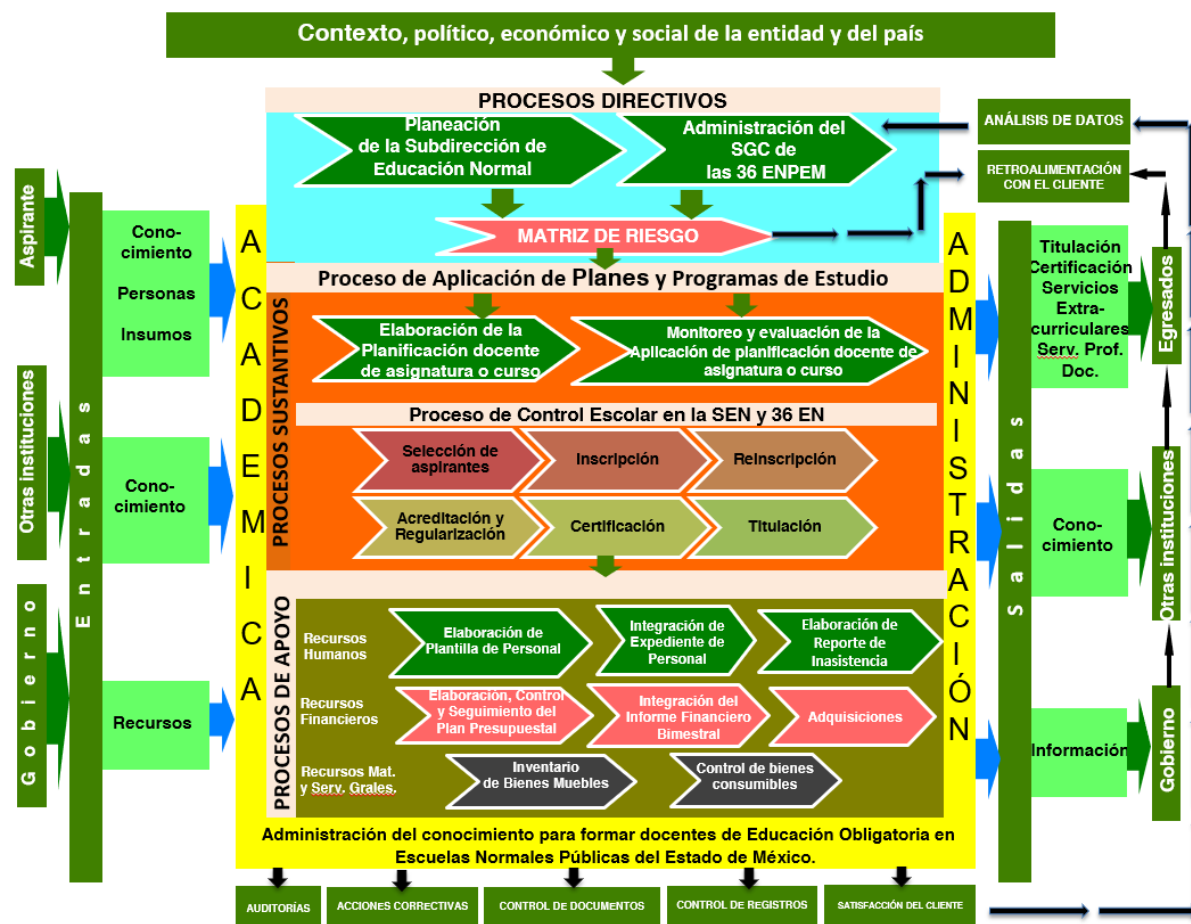 Contexto, político, económico y social de la entidad y del país
PROCESOS DIRECTIVOS
Planeación
de la Subdirección de
Educación Normal
Administración del
SGC de
las 36 ENPEM
MATRIZ DE RIESGO
ANÁLISIS DE DATOS
RETROALIMENTACIÓN
CON EL CLIENTE
Aspirante
Otras instituciones
Gobierno
Entradas
Cono-
cimiento
Personas
Insumos
Cono-
cimiento
Recursos
ACADEMICA
PROCESOS SUSTANTIVOS
Proceso de Aplicación de Planes y Programas de Estudio
Elaboración de la
Planificación docente
de asignatura o curso
Monitoreo y evaluación de la
Aplicación de planificación docente de
asignatura o curso
Proceso de Control Escolar en la SEN y 36 EN
Selección de
aspirantes
Inscripción
Reinscripción
Acreditación y
Regularización
Certificación
Titulación
PROCESOS DE APOYO
Recursos
Humanos
Elaboración de
Plantilla de Personal
Integración de
Expediente de
Personal
Elaboración de
Reporte de
Inasistencia
Recursos
Financieros
Elaboración, Control
y Seguimiento del
Plan Presupuestal
Integración del
Informe Financiero
Bimestral
Adquisiciones
Recursos Mat.
y Serv. Grales.
Inventario
de Bienes Muebles
Control de bienes
consumibles
Administración del conocimiento para formar docentes de Educación Obligatoria en
Escuelas Normales Públicas del Estado de México.
ADMINISTRACIÓN
Salidas
Titulación
Certificación
Servicios
Extra-
curriculares
Serv. Prof.
Doc.
Cono-
cimiento
Información
Egresados
Otras instituciones
Gobierno
AUDITORÍAS
ACCIONES CORRECTIVAS
CONTROL DE DOCUMENTOS
CONTROL DE REGISTROS
SATISFACCIÓN DEL CLIENTE